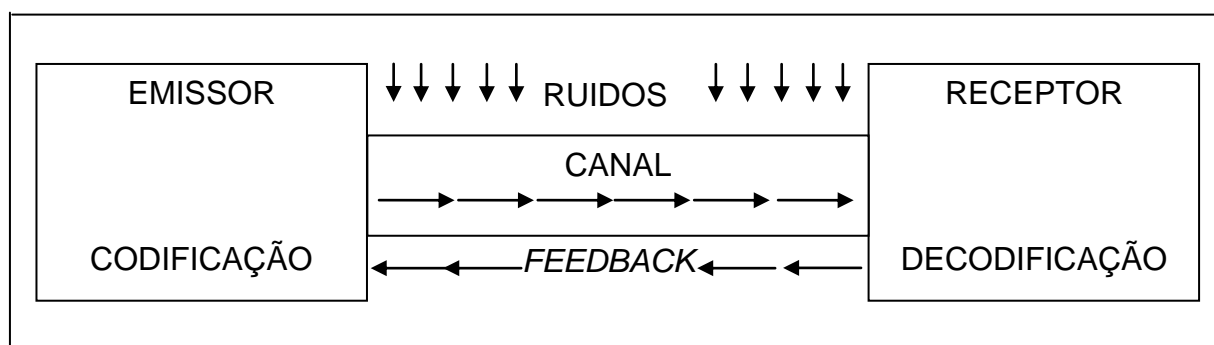 EMISSOR
RUIDOS
RECEPTOR
CANAL
CODIFICAÇÃO
FEEDBACK
DECODIFICAÇÃO